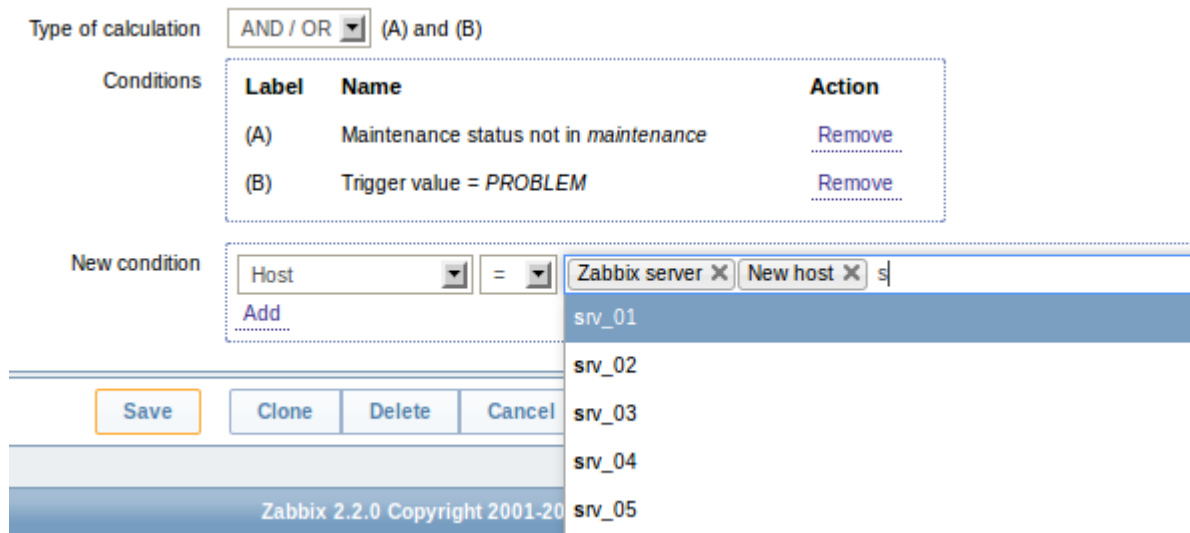 Type of calculation AND / OR (A) and (B)
Conditions Label Name Action
(A) Maintenance status not in maintenance Remove
(B) Trigger value = PROBLEM Remove
New condition Host = Zabbix server New host s
Add
srv_01
srv_02
Save Clone Delete Cancel srv_03
srv_04
Zabbix 2.2.0 Copyright 2001-20 srv_05